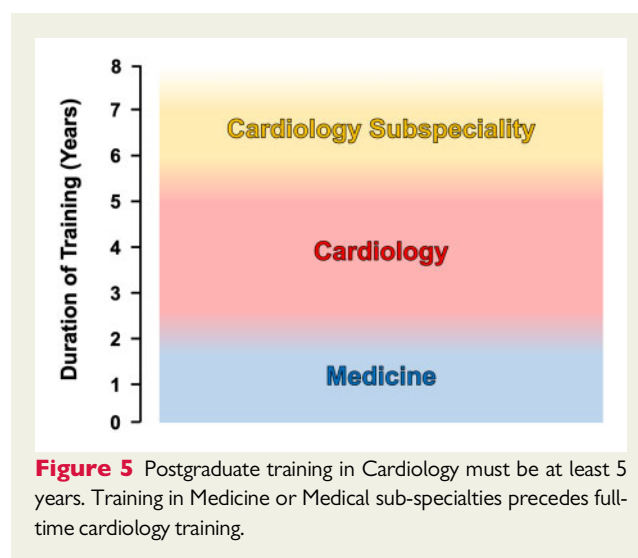 8
7
6
5
4
3
2
1
0
Duration of Training (Years)
Cardiology Subspeciality
Cardiology
Medicine
Figure 5 Postgraduate training in Cardiology must be at least 5
years. Training in Medicine or Medical sub-specialties precedes full-
time cardiology training.